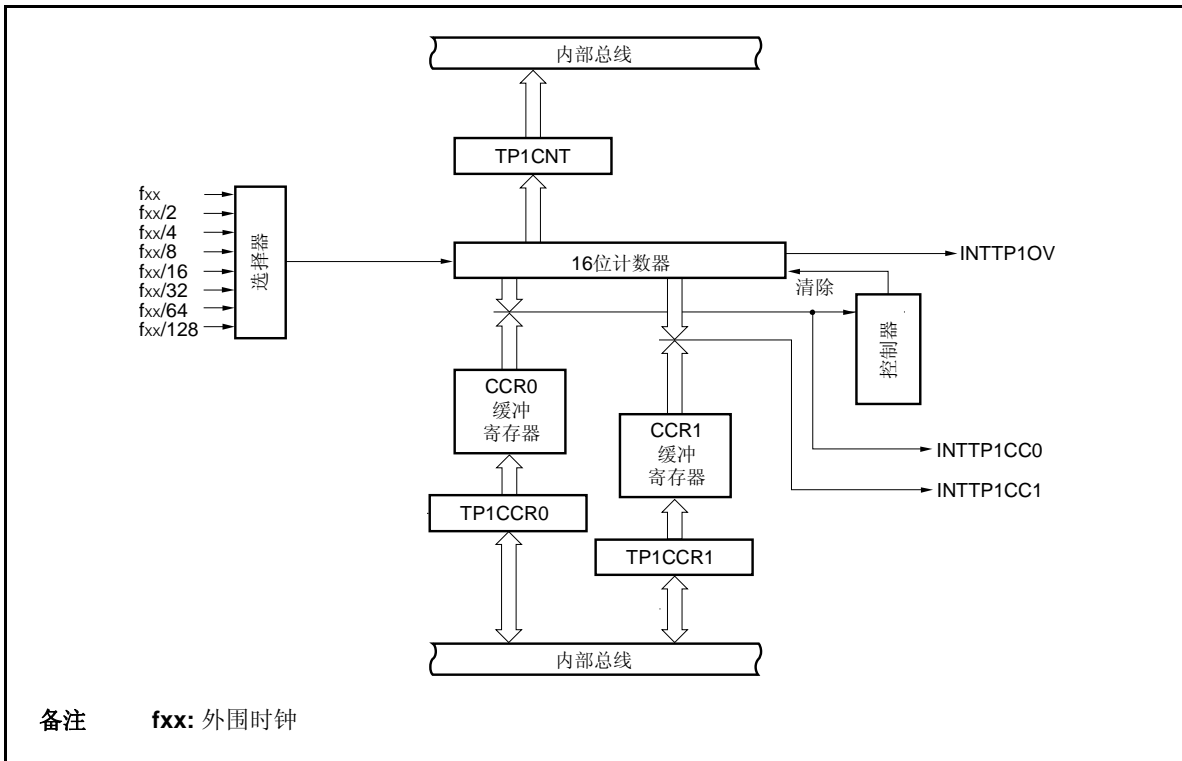 内部总线
TP1CNT
fxx
fxx/2
fxx/4
fxx/8
fxx/16
fxx/32
fxx/64
fxx/128
选择器
16位计数器
INTTP1OV
清除
控制器
CCR0
缓冲
寄存器
CCR1
缓冲
寄存器
INTTP1CC0
INTTP1CC1
TP1CCR0
TP1CCR1
内部总线
备注 fxx: 外围时钟